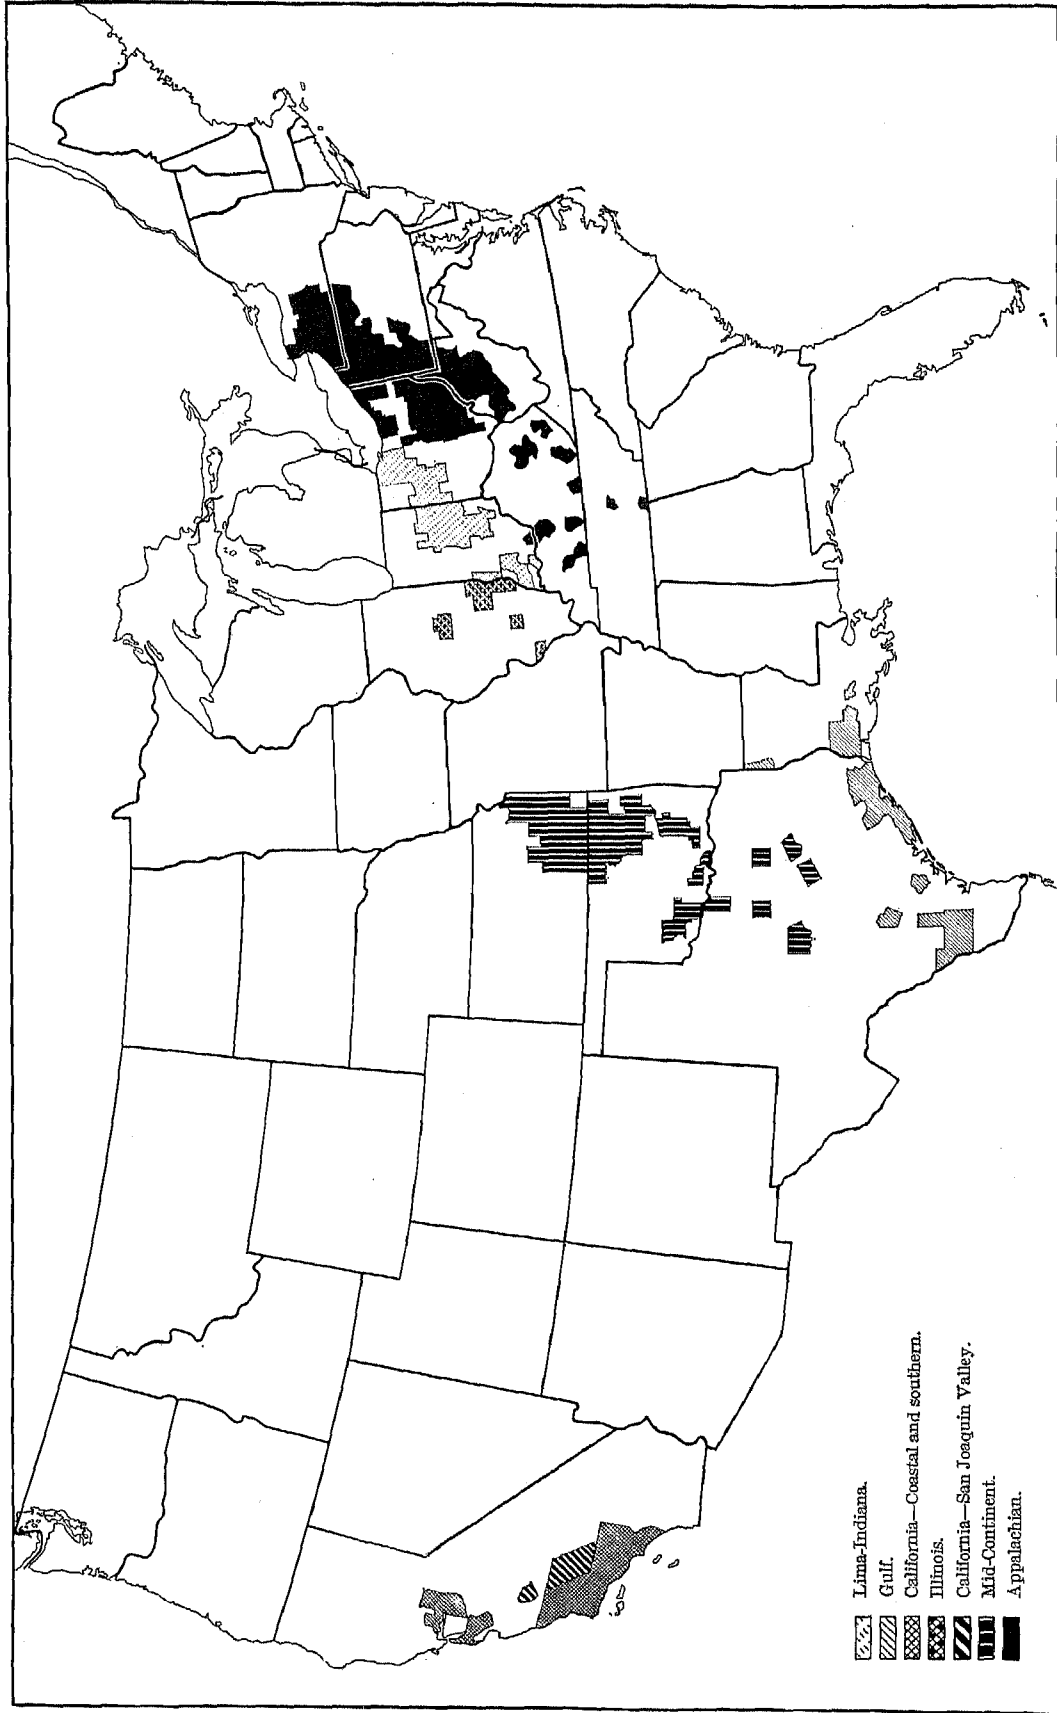 Lima-Indiana.
Gulf.
California—Coastal and southern.
Illinois.
California—San Joaquin Valley.
Mid-Continent.
Appalachian.